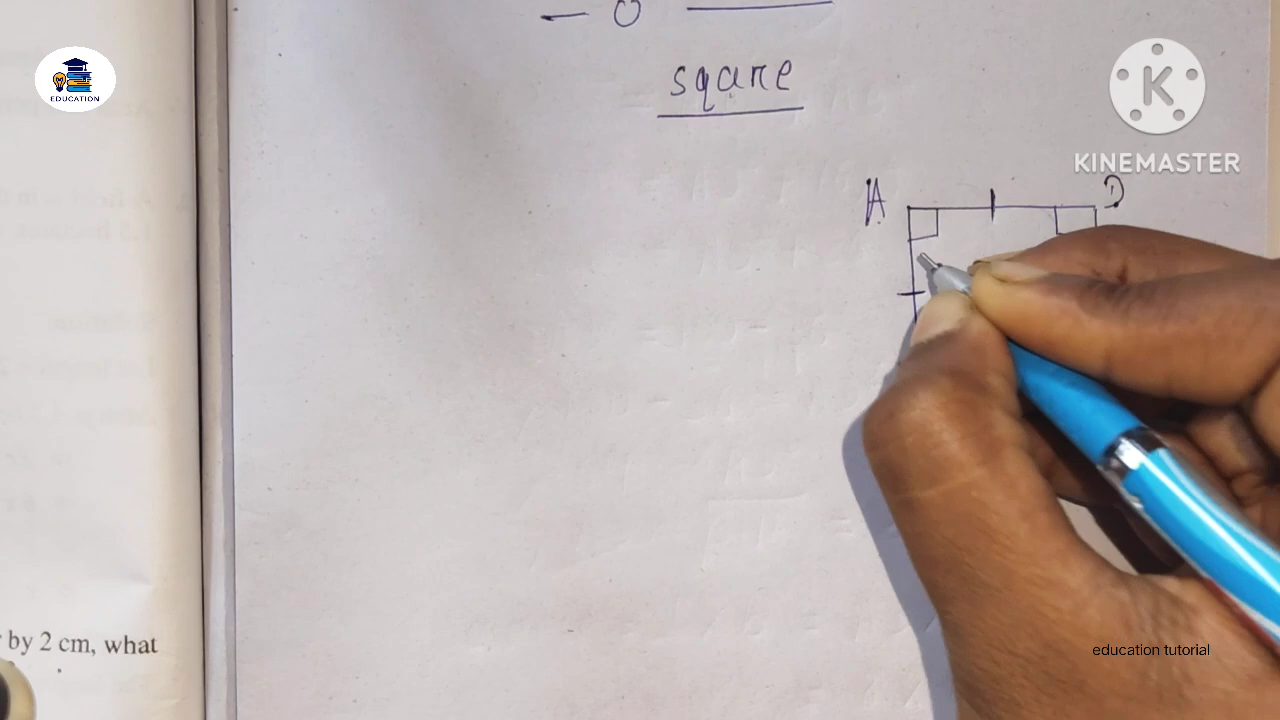 — O
sqare
EDUCATION
K
KINEMASTER
A D
by 2 cm, what
education tutorial